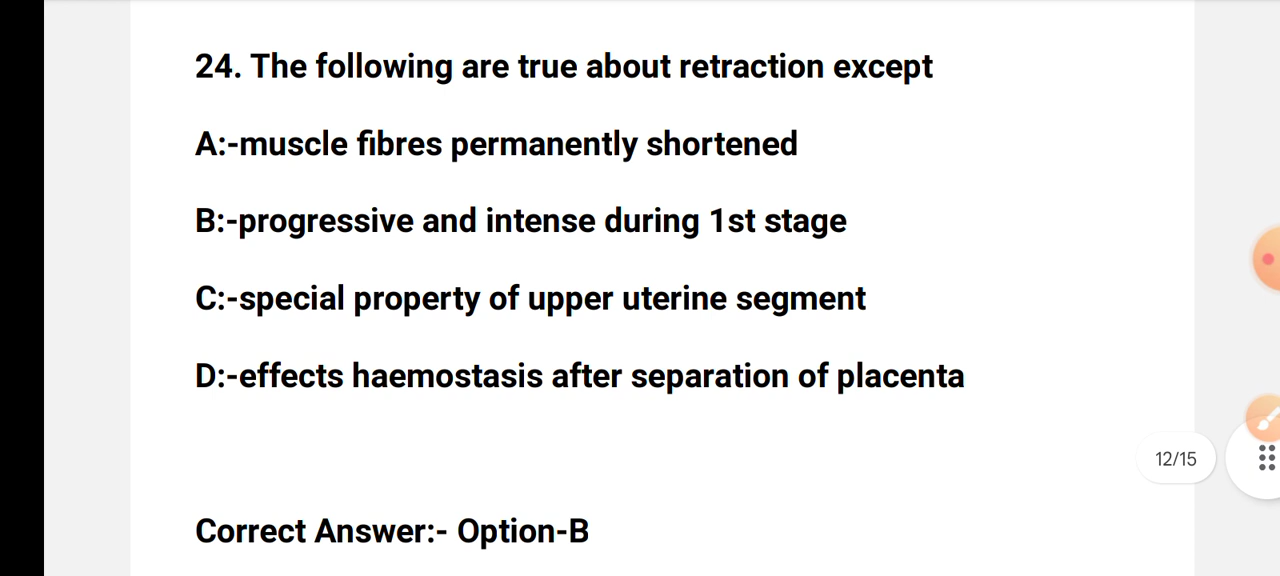 24. The following are true about retraction except
A:-muscle fibres permanently shortened
B:-progressive and intense during 1st stage
C:-special property of upper uterine segment
D:-effects haemostasis after separation of placenta
12/15
Correct Answer:- Option-B